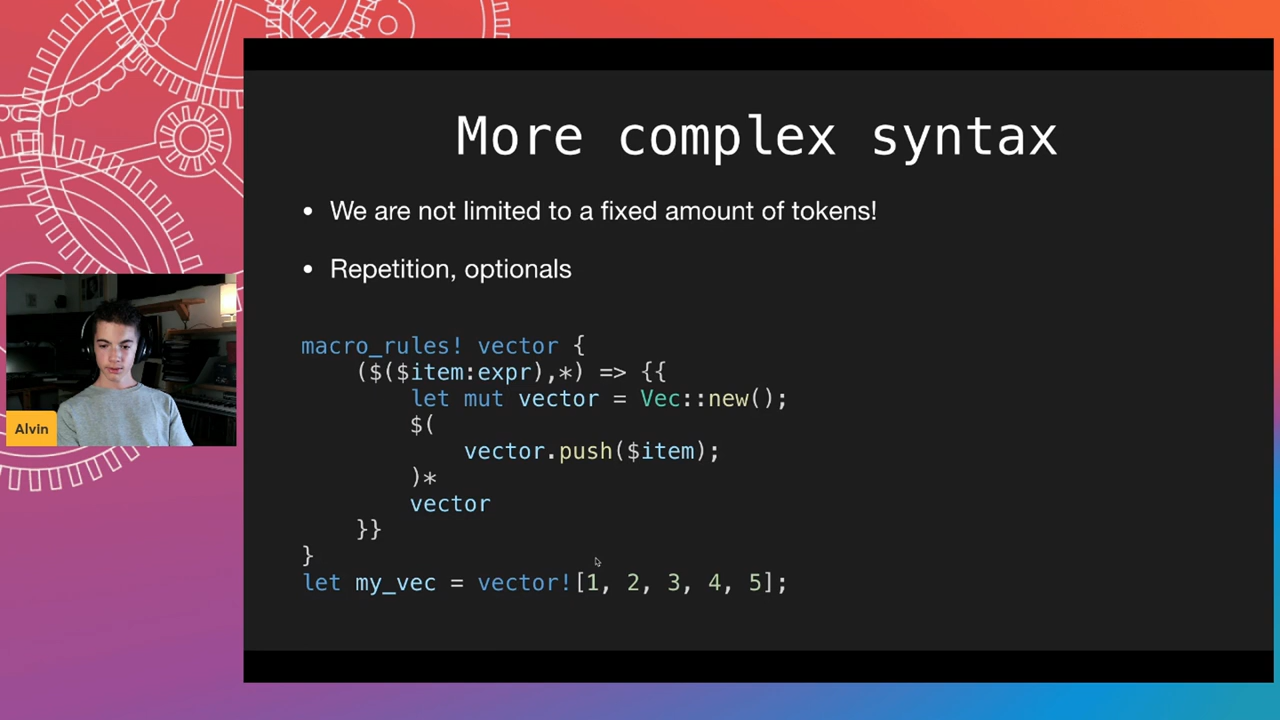 More complex syntax
• We are not limited to a fixed amount of tokens!
• Repetition, optionals
macro_rules! vector {
    ($($item:expr),*) => {{
        let mut vector = Vec::new();
        $(
            vector.push($item);
        )*
        vector
    }}
}
let my_vec = vector![1, 2, 3, 4, 5];
Alvin